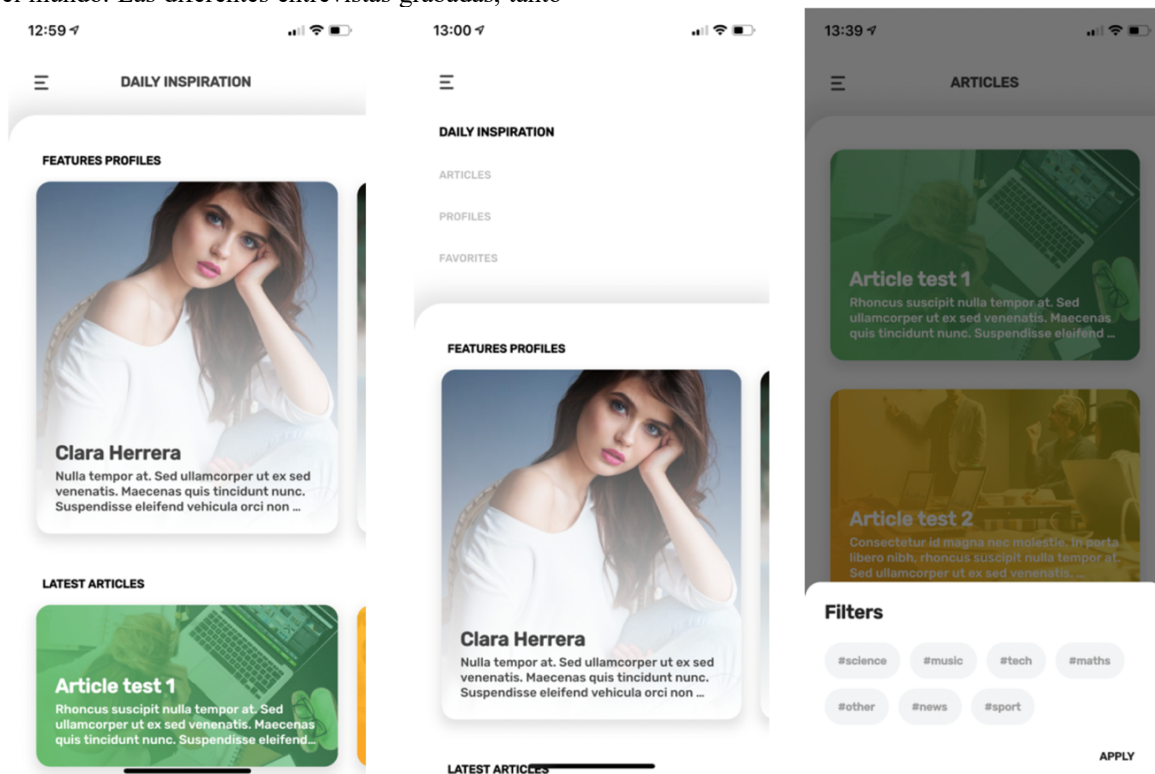 el mundo. Las diferentes entrevistas grabadas, tanto
12:59
DAILY INSPIRATION
FEATURES PROFILES
Clara Herrera
Nulla tempor at. Sed ullamcorper ut ex sed
venenatis. Maecenas quis tincidunt nunc.
Suspendisse eleifend vehicula orci non ...
LATEST ARTICLES
Article test 1
Rhoncus suscipit nulla tempor at. Sed
ullamcorper ut ex sed venenatis. Maecenas
quis tincidunt nunc. Suspendisse eleifend...
13:00
DAILY INSPIRATION
ARTICLES
PROFILES
FAVORITES
FEATURES PROFILES
Clara Herrera
Nulla tempor at. Sed ullamcorper ut ex sed
venenatis. Maecenas quis tincidunt nunc.
Suspendisse eleifend vehicula orci non ...
LATEST ARTICLES
13:39
ARTICLES
Article test 1
Rhoncus suscipit nulla tempor at. Sed
ullamcorper ut ex sed venenatis. Maecenas
quis tincidunt nunc. Suspendisse eleifend ...
Article test 2
Consectetur id magna nec molestie. In porta
libero nibh, rhoncus suscipit nulla tempor at.
Sed ullamcorper ut ex sed venenatis. ...
Filters
#science
#music
#tech
#maths
#other
#news
#sport
APPLY